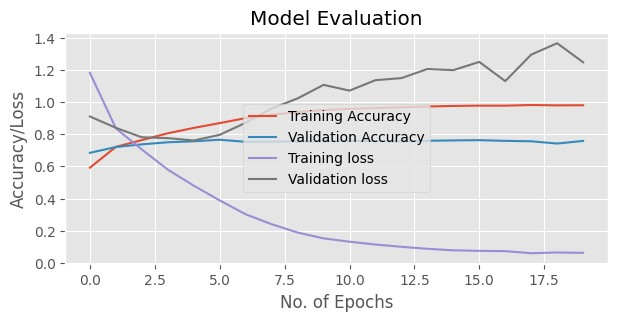 Model Evaluation
1.4
1.2
1.0
0.8
0.6
0.4
0.2
0.0
Accuracy/Loss
Training Accuracy
Validation Accuracy
Training loss
Validation loss
0.0 2.5 5.0 7.5 10.0 12.5 15.0 17.5
No. of Epochs